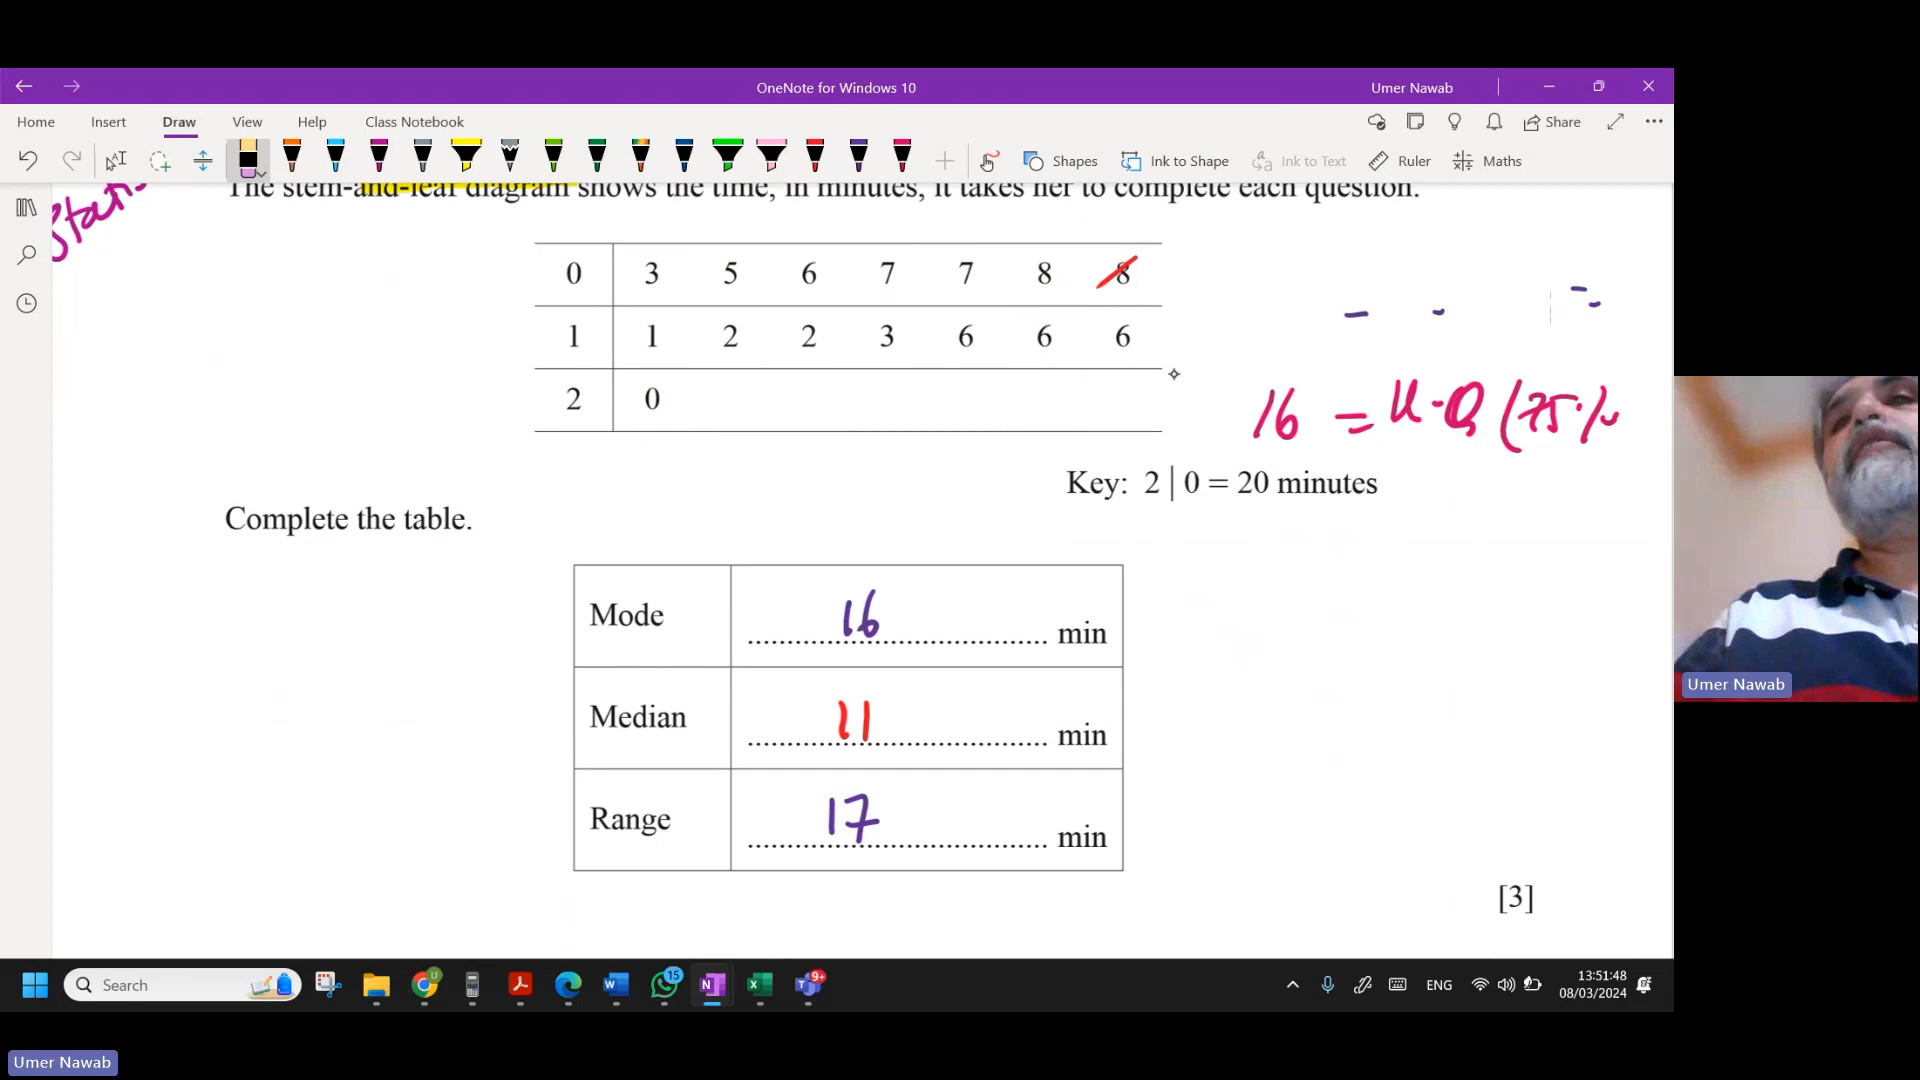 OneNote for Windows 10
Umer Nawab
Home Insert Draw View Help Class Notebook
Share
Shapes Ink to Shape Ink to Text Ruler Maths
The stem-and-leaf diagram shows the time, in minutes, it takes her to complete each question.
0 3 5 6 7 7 8 8
1 1 2 2 3 6 6 6
2 0
16 = U.Q (75%
Key: 2 | 0 = 20 minutes
Complete the table.
Mode 16 min
Median 11 min
Range 17 min
[3]
Umer Nawab
Search
15
9+
ENG
13:51:48
08/03/2024
Umer Nawab